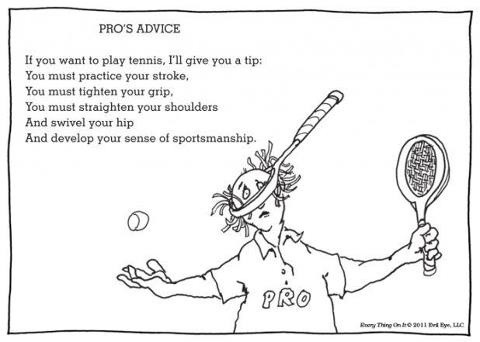 PRO'S ADVICE
If you want to play tennis, I'll give you a tip:
You must practice your stroke,
You must tighten your grip,
You must straighten your shoulders
And swivel your hip
And develop your sense of sportsmanship.
PRO
Every Thing On It © 2011 Evil Eye, LLC